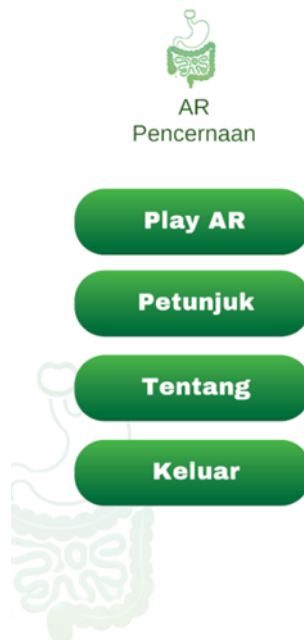 AR
Pencernaan
Play AR
Petunjuk
Tentang
Keluar